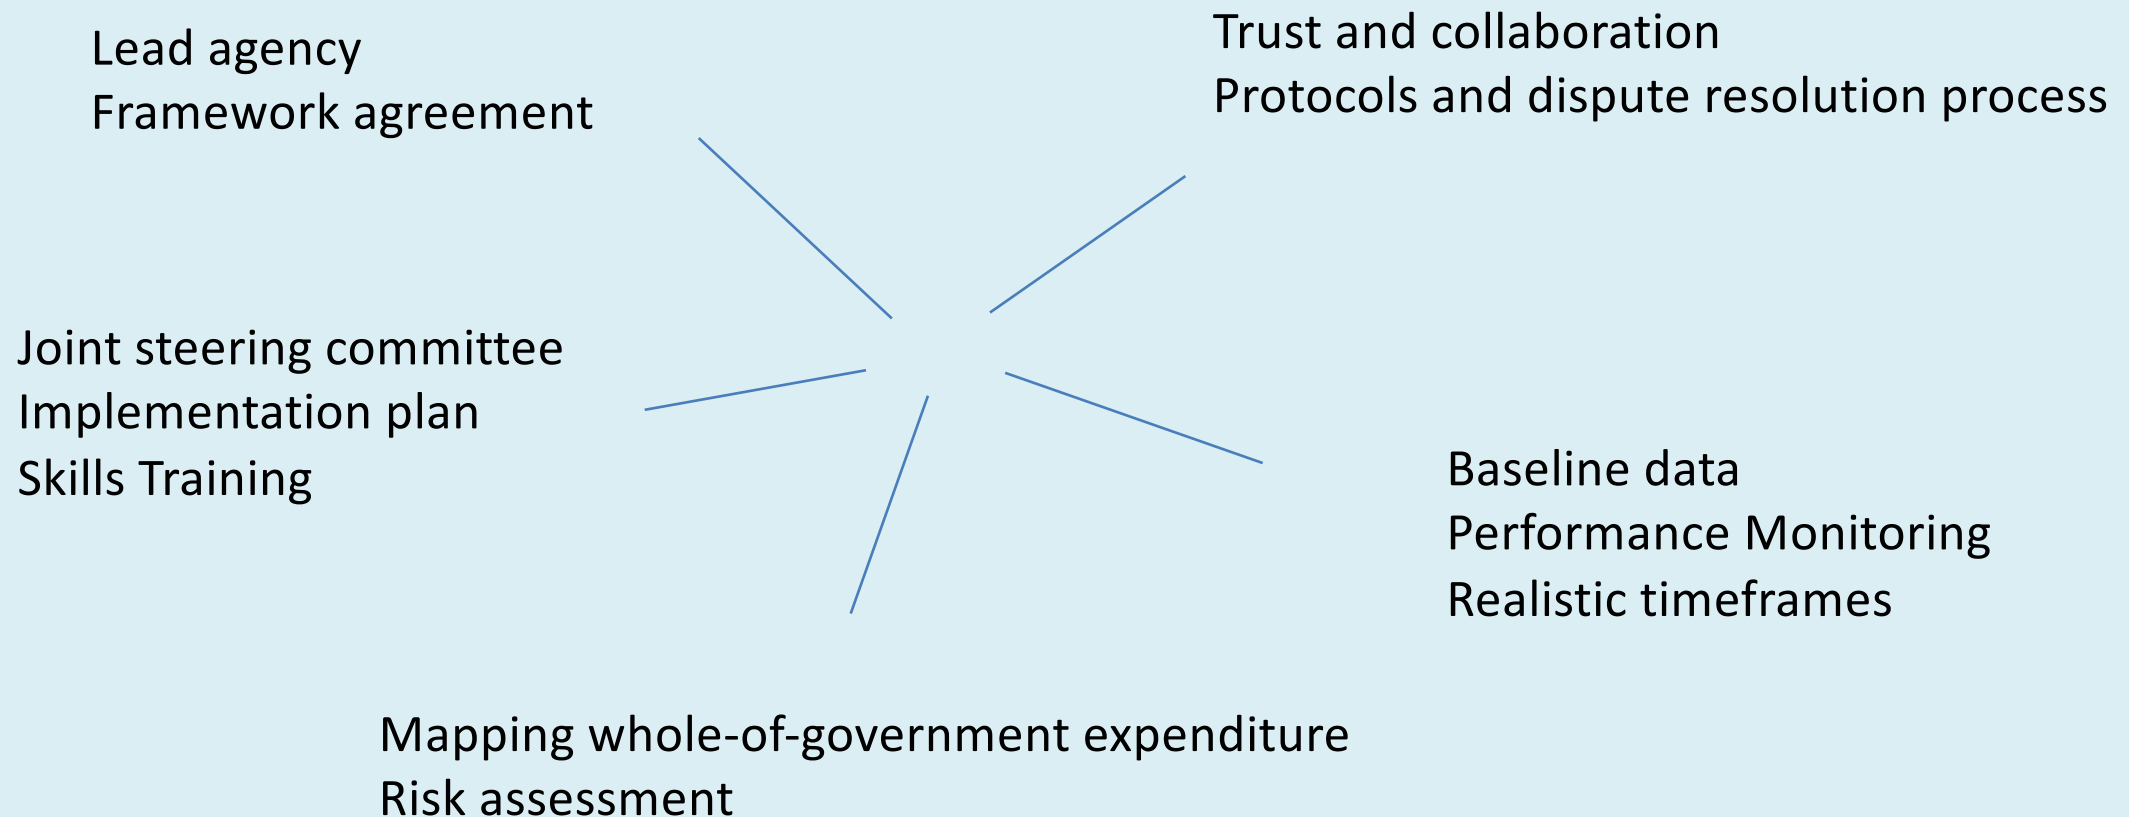 Lead agency
Framework agreement
Trust and collaboration
Protocols and dispute resolution process
Joint steering committee
Implementation plan
Skills Training
Baseline data
Performance Monitoring
Realistic timeframes
Mapping whole-of-government expenditure
Risk assessment